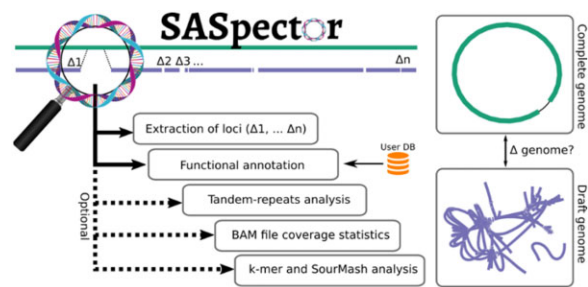 SASpector
Δ1
Δ2 Δ3 ...
Δn
Extraction of loci (Δ1, ... Δn)
Functional annotation
User DB
Optional
Tandem-repeats analysis
BAM file coverage statistics
k-mer and SourMash analysis
Complete genome
Δ genome?
Draft genome